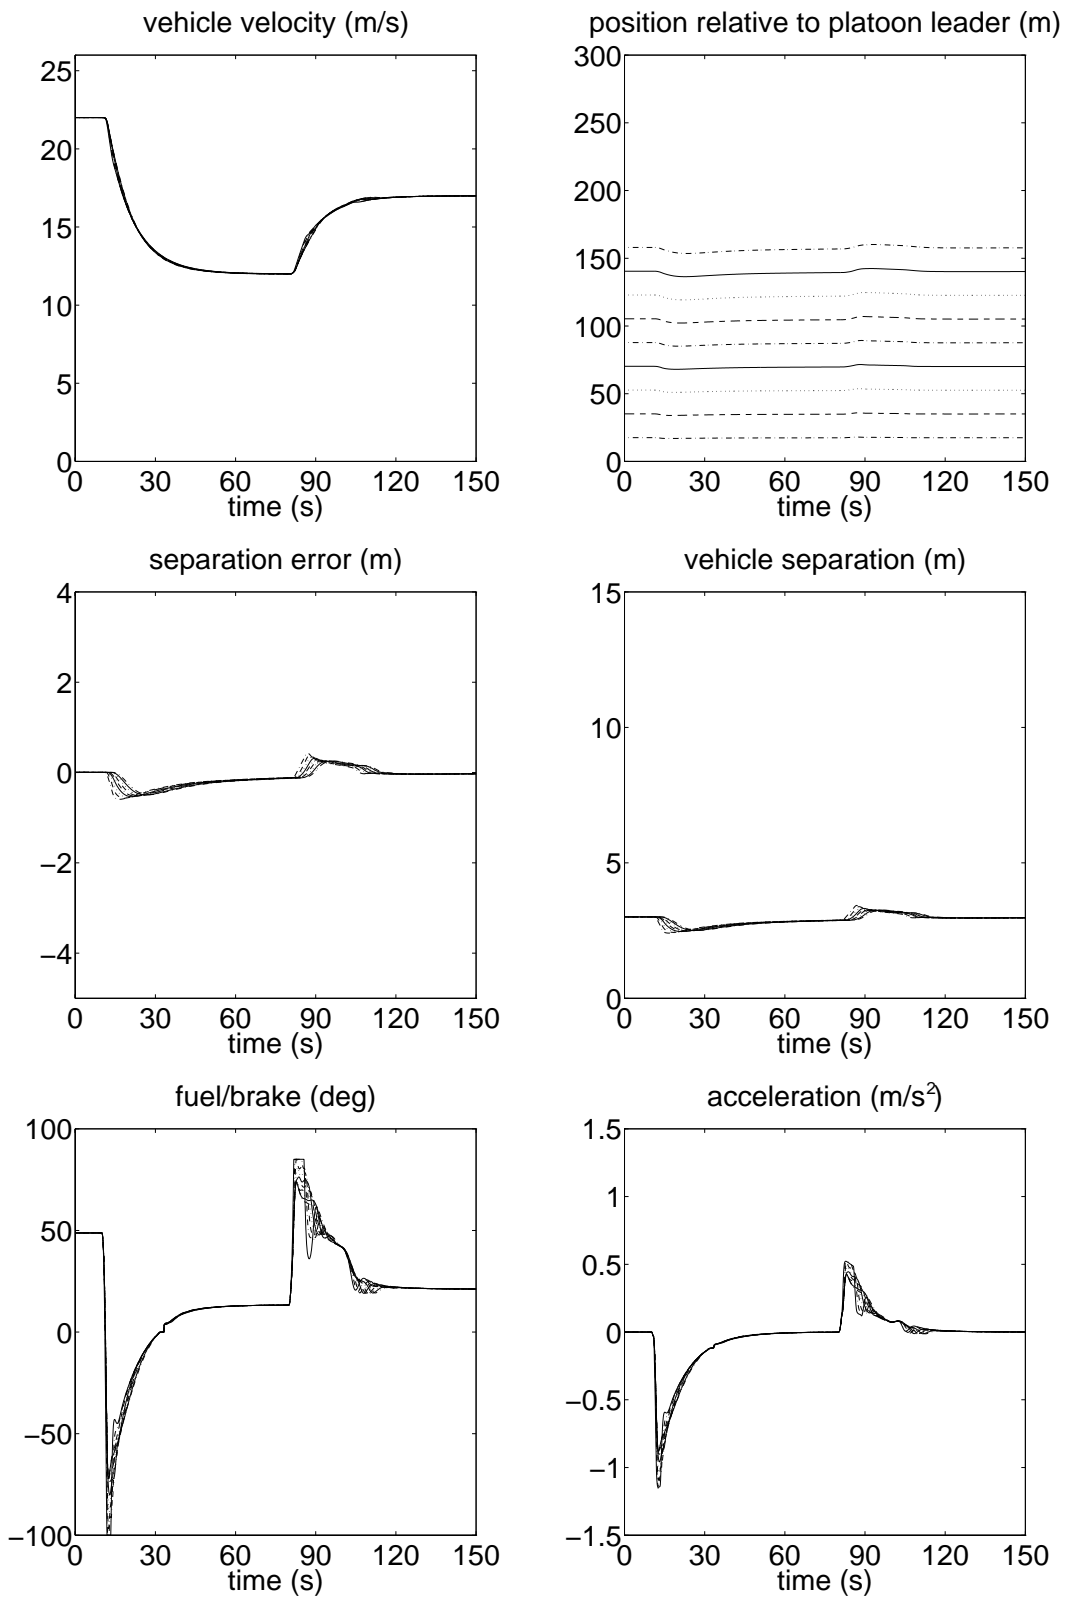 vehicle velocity (m/s)
25
20
15
10
5
0
0 30 60 90 120 150
time (s)
position relative to platoon leader (m)
300
250
200
150
100
50
0
0 30 60 90 120 150
time (s)
separation error (m)
4
2
0
−2
−4
0 30 60 90 120 150
time (s)
vehicle separation (m)
15
10
5
0
0 30 60 90 120 150
time (s)
fuel/brake (deg)
100
50
0
−50
−100
0 30 60 90 120 150
time (s)
acceleration (m/s²)
1.5
1
0.5
0
−0.5
−1
−1.5
0 30 60 90 120 150
time (s)